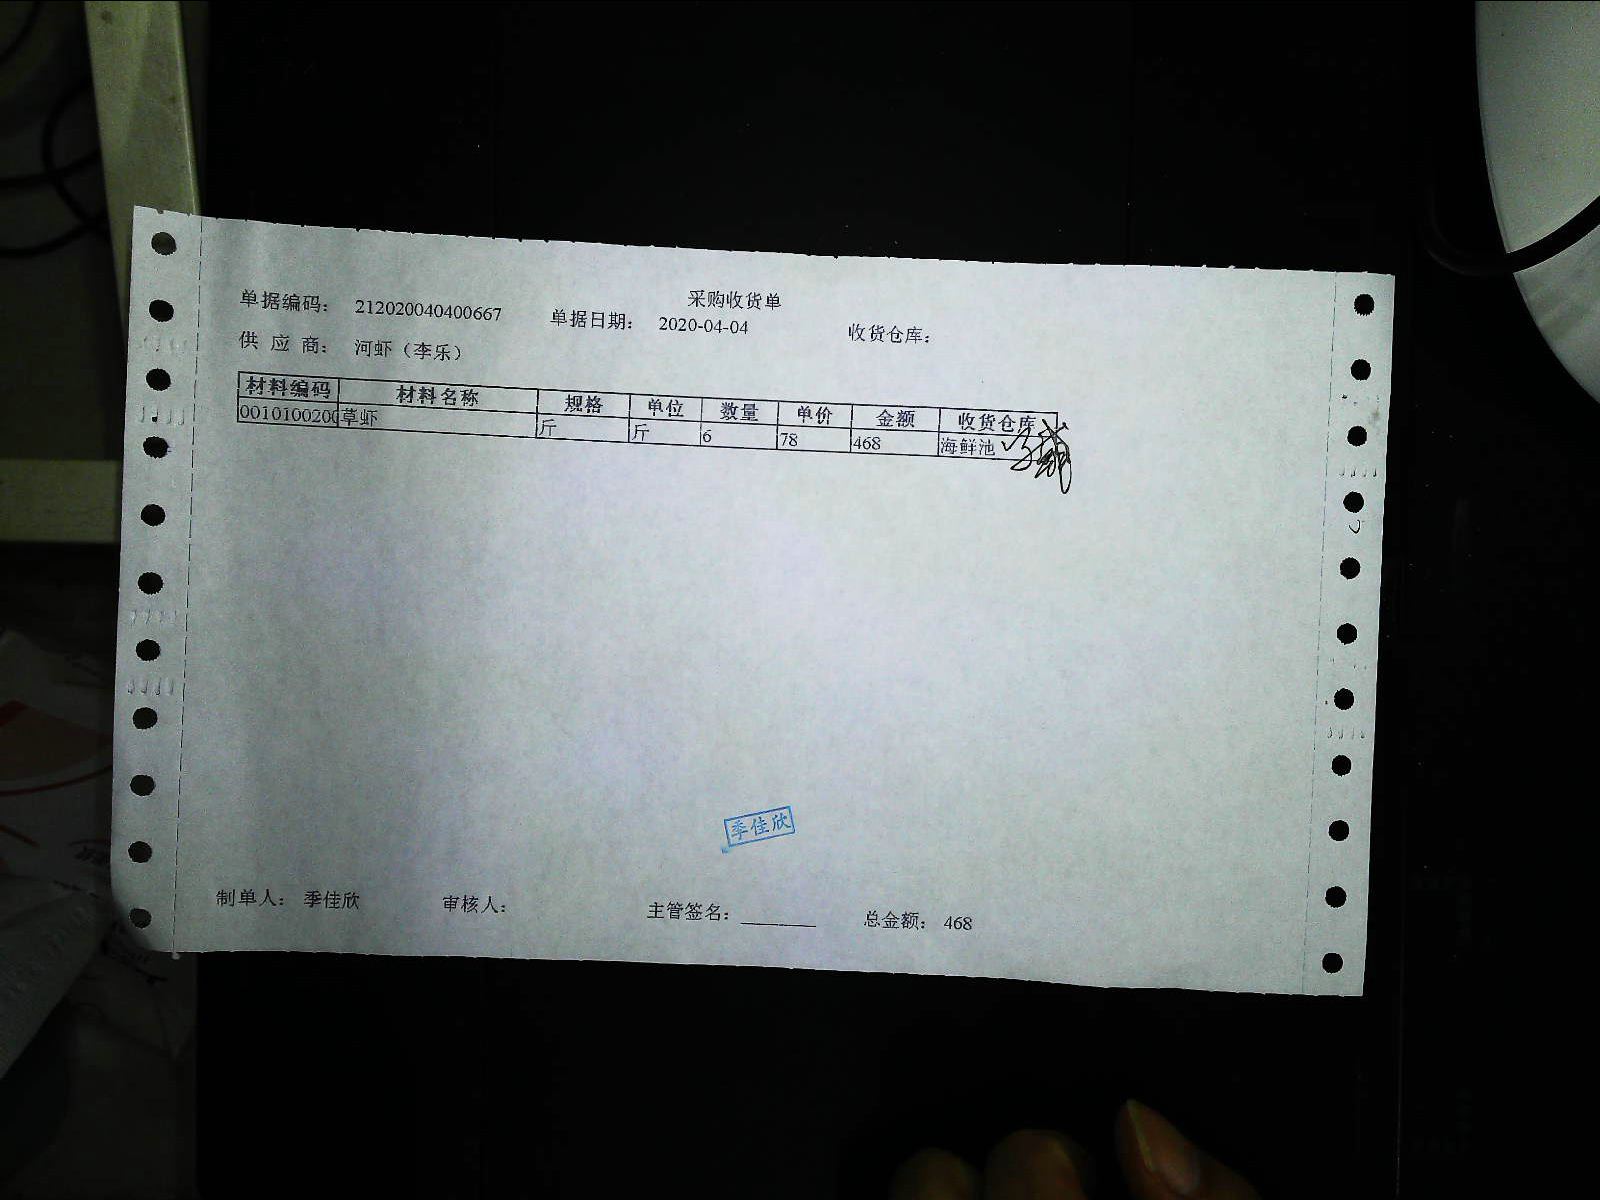 采购收货单
单据编码: 212020040400667 单据日期: 2020-04-04 收货仓库:
供 应 商: 河虾（李乐）
材料编码 材料名称 规格 单位 数量 单价 金额 收货仓库
0010100200 草虾 斤 斤 6 78 468 海鲜池
季佳欣
制单人: 季佳欣 审核人: 主管签名: ________ 总金额: 468